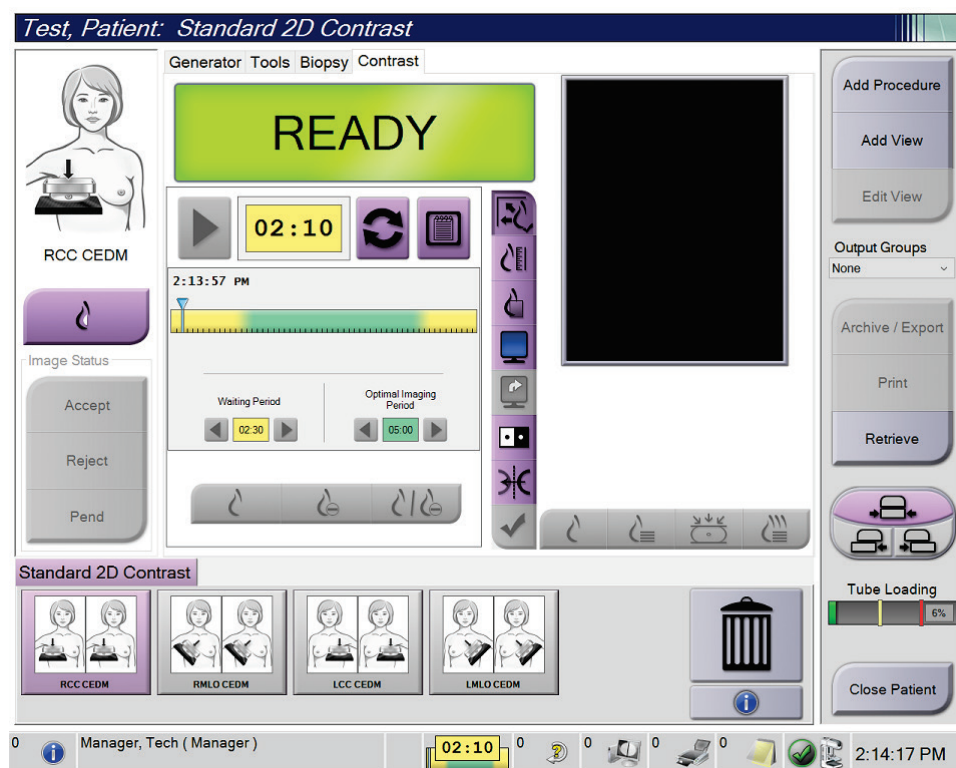 Test, Patient: Standard 2D Contrast
Generator Tools Biopsy Contrast
READY
RCC CEDM
02:10
2:13:57 PM
Waiting Period
02:30
Optimal Imaging
Period
05:00
Image Status
Accept
Reject
Pend
Add Procedure
Add View
Edit View
Output Groups
None
Archive / Export
Print
Retrieve
Tube Loading
6%
Close Patient
Standard 2D Contrast
RCC CEDM
RMLO CEDM
LCC CEDM
LMLO CEDM
0
Manager, Tech ( Manager )
02:10
0
0
0
0
2:14:17 PM